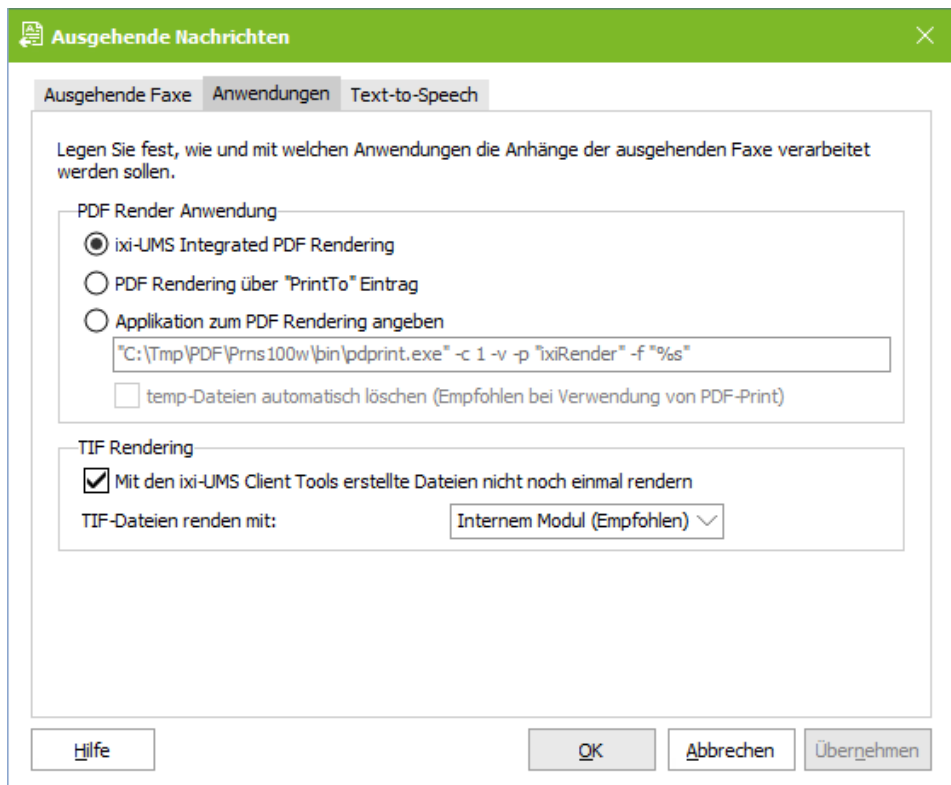 Ausgehende Nachrichten
Ausgehende Faxe Anwendungen Text-to-Speech
Legen Sie fest, wie und mit welchen Anwendungen die Anhänge der ausgehenden Faxe verarbeitet
werden sollen.
PDF Render Anwendung
ixi-UMS Integrated PDF Rendering
PDF Rendering über "PrintTo" Eintrag
Applikation zum PDF Rendering angeben
"C:\Tmp\PDF\Prns100w\bin\pdprint.exe" -c 1 -v -p "ixiRender" -f "%s"
temp-Dateien automatisch löschen (Empfohlen bei Verwendung von PDF-Print)
TIF Rendering
Mit den ixi-UMS Client Tools erstellte Dateien nicht noch einmal rendern
TIF-Dateien renden mit: Internem Modul (Empfohlen)
Hilfe OK Abbrechen Übernehmen